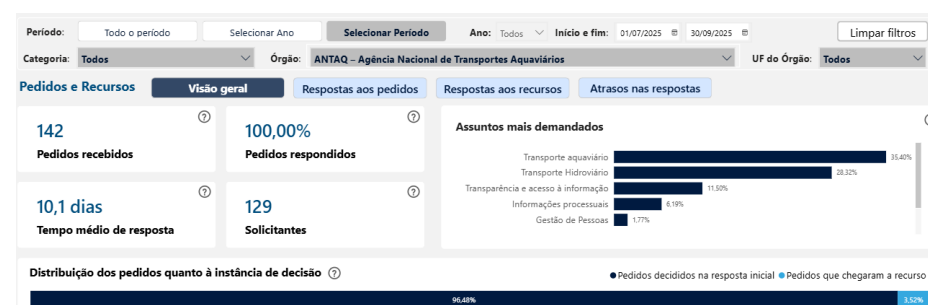 Período: Todo o período Selecionar Ano Selecionar Período Ano: Todos Início e fim: 01/07/2025 30/09/2025 Limpar filtros
Categoria: Todos Órgão: ANTAQ – Agência Nacional de Transportes Aquaviários UF do Órgão: Todos
Pedidos e Recursos Visão geral Respostas aos pedidos Respostas aos recursos Atrasos nas respostas
142
Pedidos recebidos
100,00%
Pedidos respondidos
10,1 dias
Tempo médio de resposta
129
Solicitantes
Assuntos mais demandados
Transporte aquaviário 35.40%
Transporte Hidroviário 28,32%
Transparência e acesso à informação 11,50%
Informações processuais 6,19%
Gestão de Pessoas 1,77%
Distribuição dos pedidos quanto à instância de decisão
Pedidos decididos na resposta inicial Pedidos que chegaram a recurso
96,48% 3,52%